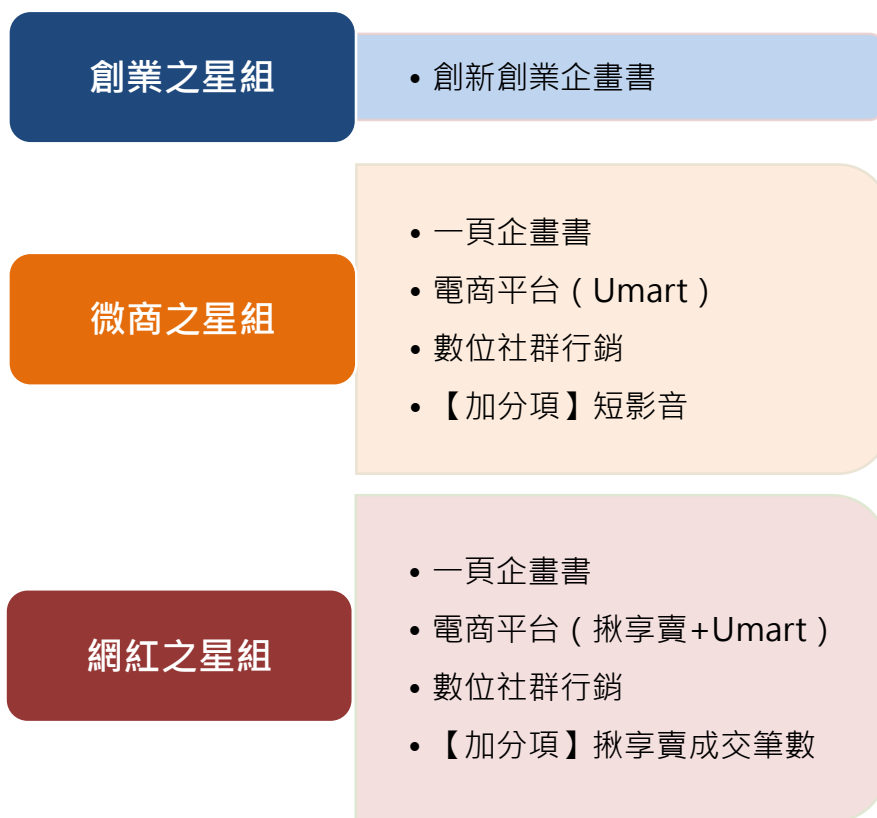 創業之星組
• 創新創業企畫書
微商之星組
• 一頁企畫書
• 電商平台（Umart）
• 數位社群行銷
• 【加分項】短影音
網紅之星組
• 一頁企畫書
• 電商平台（揪享賣+Umart）
• 數位社群行銷
• 【加分項】揪享賣成交筆數